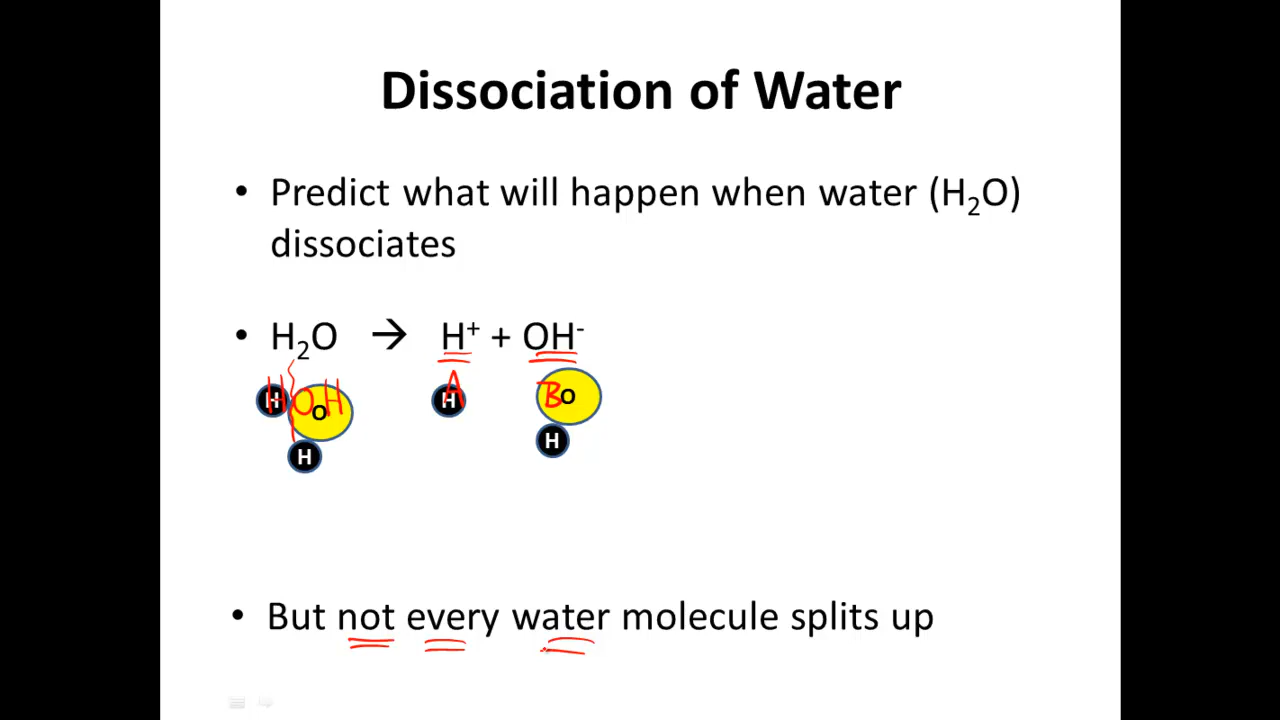 Dissociation of Water
• Predict what will happen when water (H₂O)
dissociates
• H₂O → H⁺ + OH⁻
H HOH O A H B O
H H
• But not every water molecule splits up